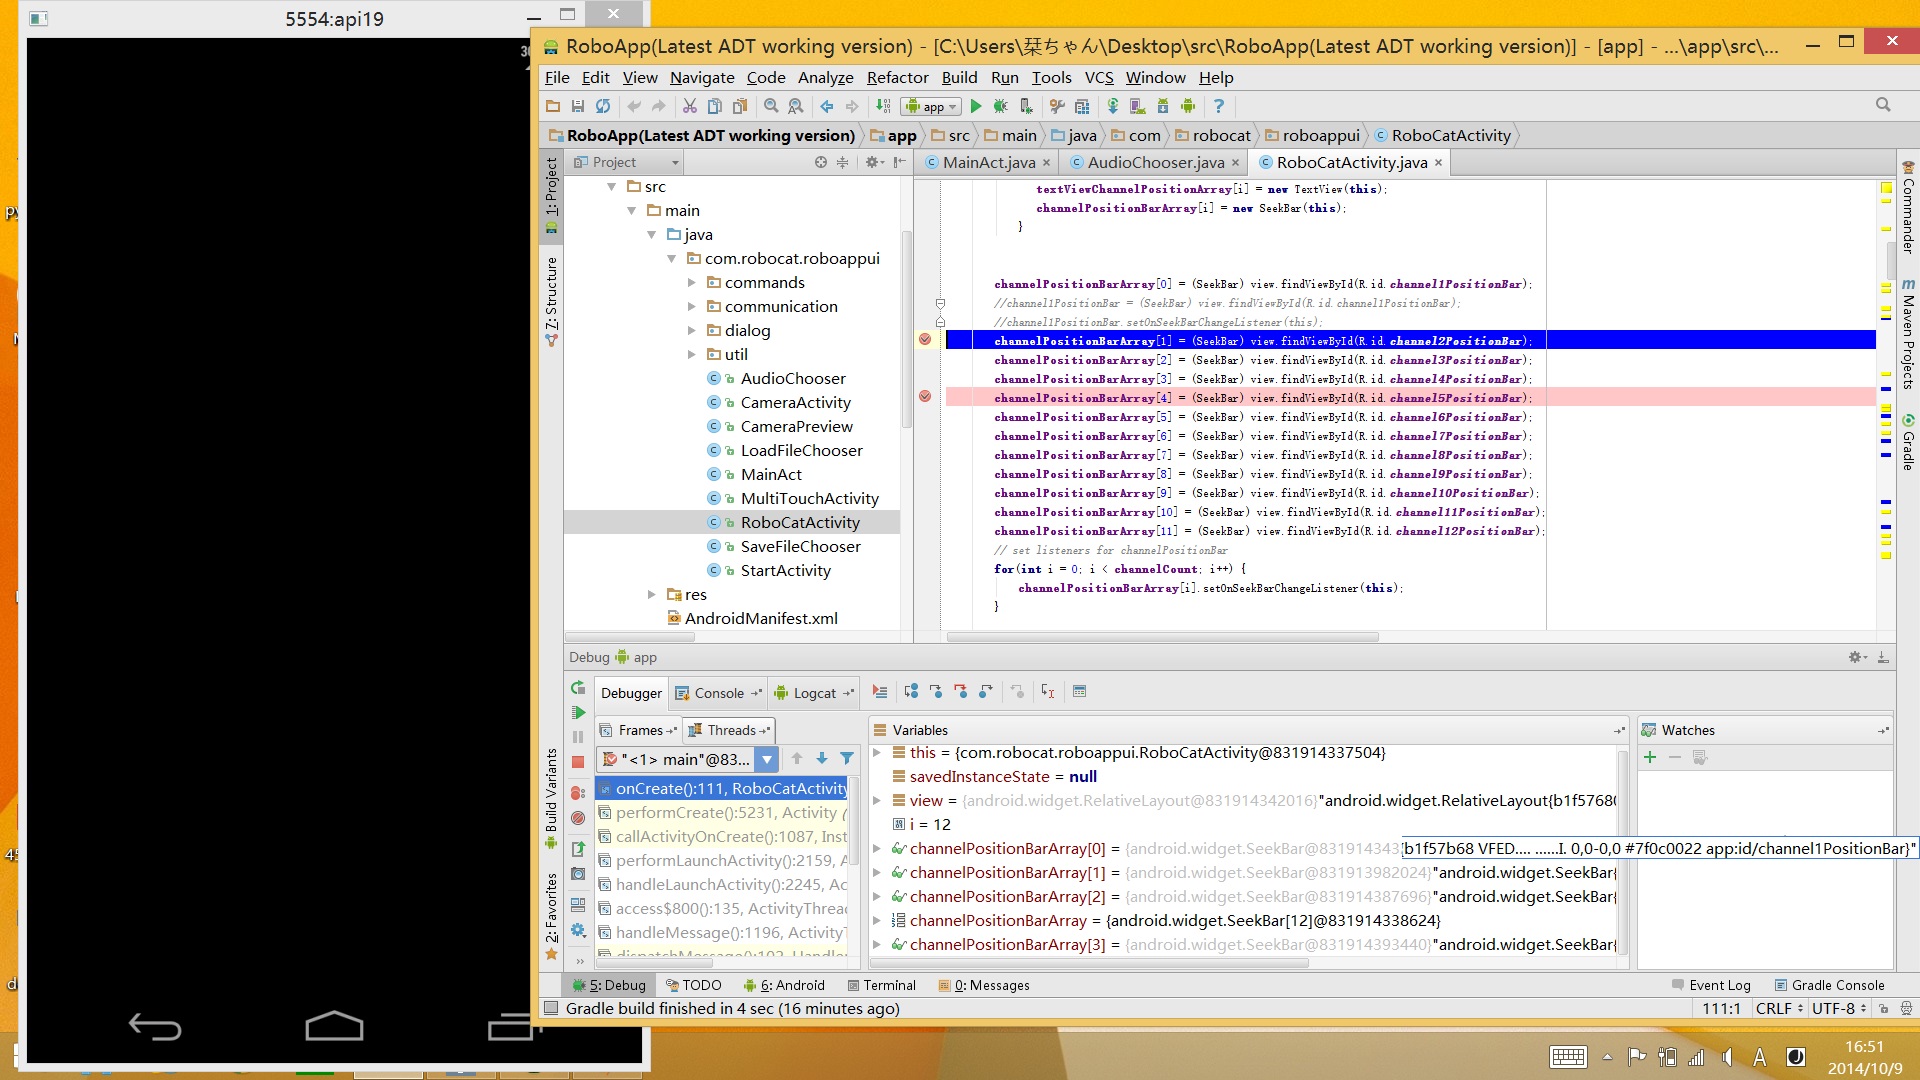 5554:api19
RoboApp(Latest ADT working version) - [C:\Users\栞ちゃん\Desktop\src\RoboApp(Latest ADT working version)] - [app] - ...\app\src\...
File Edit View Navigate Code Analyze Refactor Build Run Tools VCS Window Help
app
RoboApp(Latest ADT working version) app src main java com robocat roboappui RoboCatActivity
1: Project
7: Structure
Build Variants
2: Favorites
Project
src
main
java
com.robocat.roboappui
commands
communication
dialog
util
AudioChooser
CameraActivity
CameraPreview
LoadFileChooser
MainAct
MultiTouchActivity
RoboCatActivity
SaveFileChooser
StartActivity
res
AndroidManifest.xml
MainAct.java AudioChooser.java RoboCatActivity.java
textViewChannelPositionArray[i] = new TextView(this);
channelPositionBarArray[i] = new SeekBar(this);
}
channelPositionBarArray[0] = (SeekBar) view.findViewById(R.id.channel1PositionBar);
//channel1PositionBar = (SeekBar) view.findViewById(R.id.channel1PositionBar);
//channel1PositionBar.setOnSeekBarChangeListener(this);
channelPositionBarArray[1] = (SeekBar) view.findViewById(R.id.channel2PositionBar);
channelPositionBarArray[2] = (SeekBar) view.findViewById(R.id.channel3PositionBar);
channelPositionBarArray[3] = (SeekBar) view.findViewById(R.id.channel4PositionBar);
channelPositionBarArray[4] = (SeekBar) view.findViewById(R.id.channel5PositionBar);
channelPositionBarArray[5] = (SeekBar) view.findViewById(R.id.channel6PositionBar);
channelPositionBarArray[6] = (SeekBar) view.findViewById(R.id.channel7PositionBar);
channelPositionBarArray[7] = (SeekBar) view.findViewById(R.id.channel8PositionBar);
channelPositionBarArray[8] = (SeekBar) view.findViewById(R.id.channel9PositionBar);
channelPositionBarArray[9] = (SeekBar) view.findViewById(R.id.channel10PositionBar);
channelPositionBarArray[10] = (SeekBar) view.findViewById(R.id.channel11PositionBar);
channelPositionBarArray[11] = (SeekBar) view.findViewById(R.id.channel12PositionBar);
// set listeners for channelPositionBar
for(int i = 0; i < channelCount; i++) {
channelPositionBarArray[i].setOnSeekBarChangeListener(this);
}
Commander
Maven Projects
Gradle
Debug app
Debugger Console Logcat
Frames Threads
"<1> main"@83...
onCreate():111, RoboCatActivity
performCreate():5231, Activity (
callActivityOnCreate():1087, Inst
performLaunchActivity():2159, A
handleLaunchActivity():2245, Ac
access$800():135, ActivityThrea
handleMessage():1196, ActivityT
dispatchMessage():102, Handler
Variables
this = {com.robocat.roboappui.RoboCatActivity@831914337504}
savedInstanceState = null
view = {android.widget.RelativeLayout@831914342016}"android.widget.RelativeLayout{b1f57680
i = 12
channelPositionBarArray[0] = {android.widget.SeekBar@831914343
{b1f57b68 VFED.... ......I. 0,0-0,0 #7f0c0022 app:id/channel1PositionBar}"
channelPositionBarArray[1] = {android.widget.SeekBar@831913982024}"android.widget.SeekBar{
channelPositionBarArray[2] = {android.widget.SeekBar@831914387696}"android.widget.SeekBar{
channelPositionBarArray = {android.widget.SeekBar[12]@831914338624}
channelPositionBarArray[3] = {android.widget.SeekBar@831914393440}"android.widget.SeekBar{
Watches
5: Debug TODO 6: Android Terminal 0: Messages Event Log Gradle Console
Gradle build finished in 4 sec (16 minutes ago) 111:1 CRLF UTF-8
A
16:51
2014/10/9